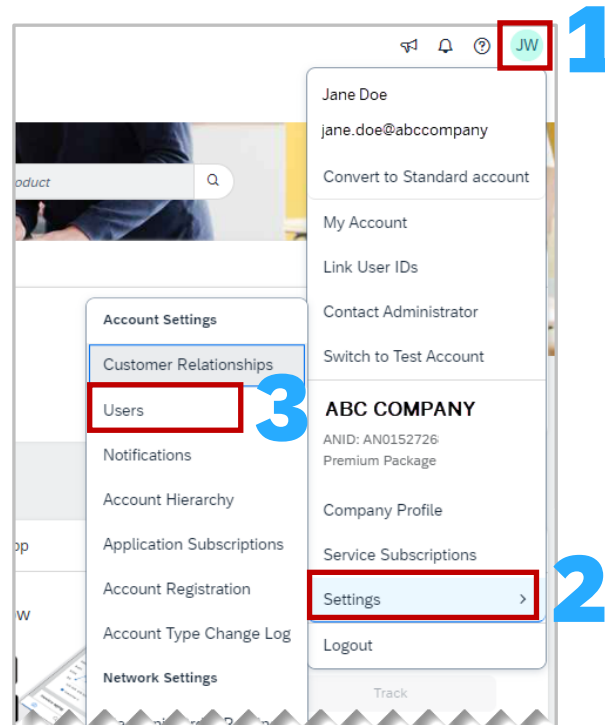 JW
1
Jane Doe
jane.doe@abccompany
Convert to Standard account
My Account
Link User IDs
Contact Administrator
Switch to Test Account
ABC COMPANY
ANID: AN0152726
Premium Package
Company Profile
Service Subscriptions
Settings >
2
Logout
Track
oduct
Account Settings
Customer Relationships
Users
3
Notifications
Account Hierarchy
Application Subscriptions
Account Registration
Account Type Change Log
Network Settings